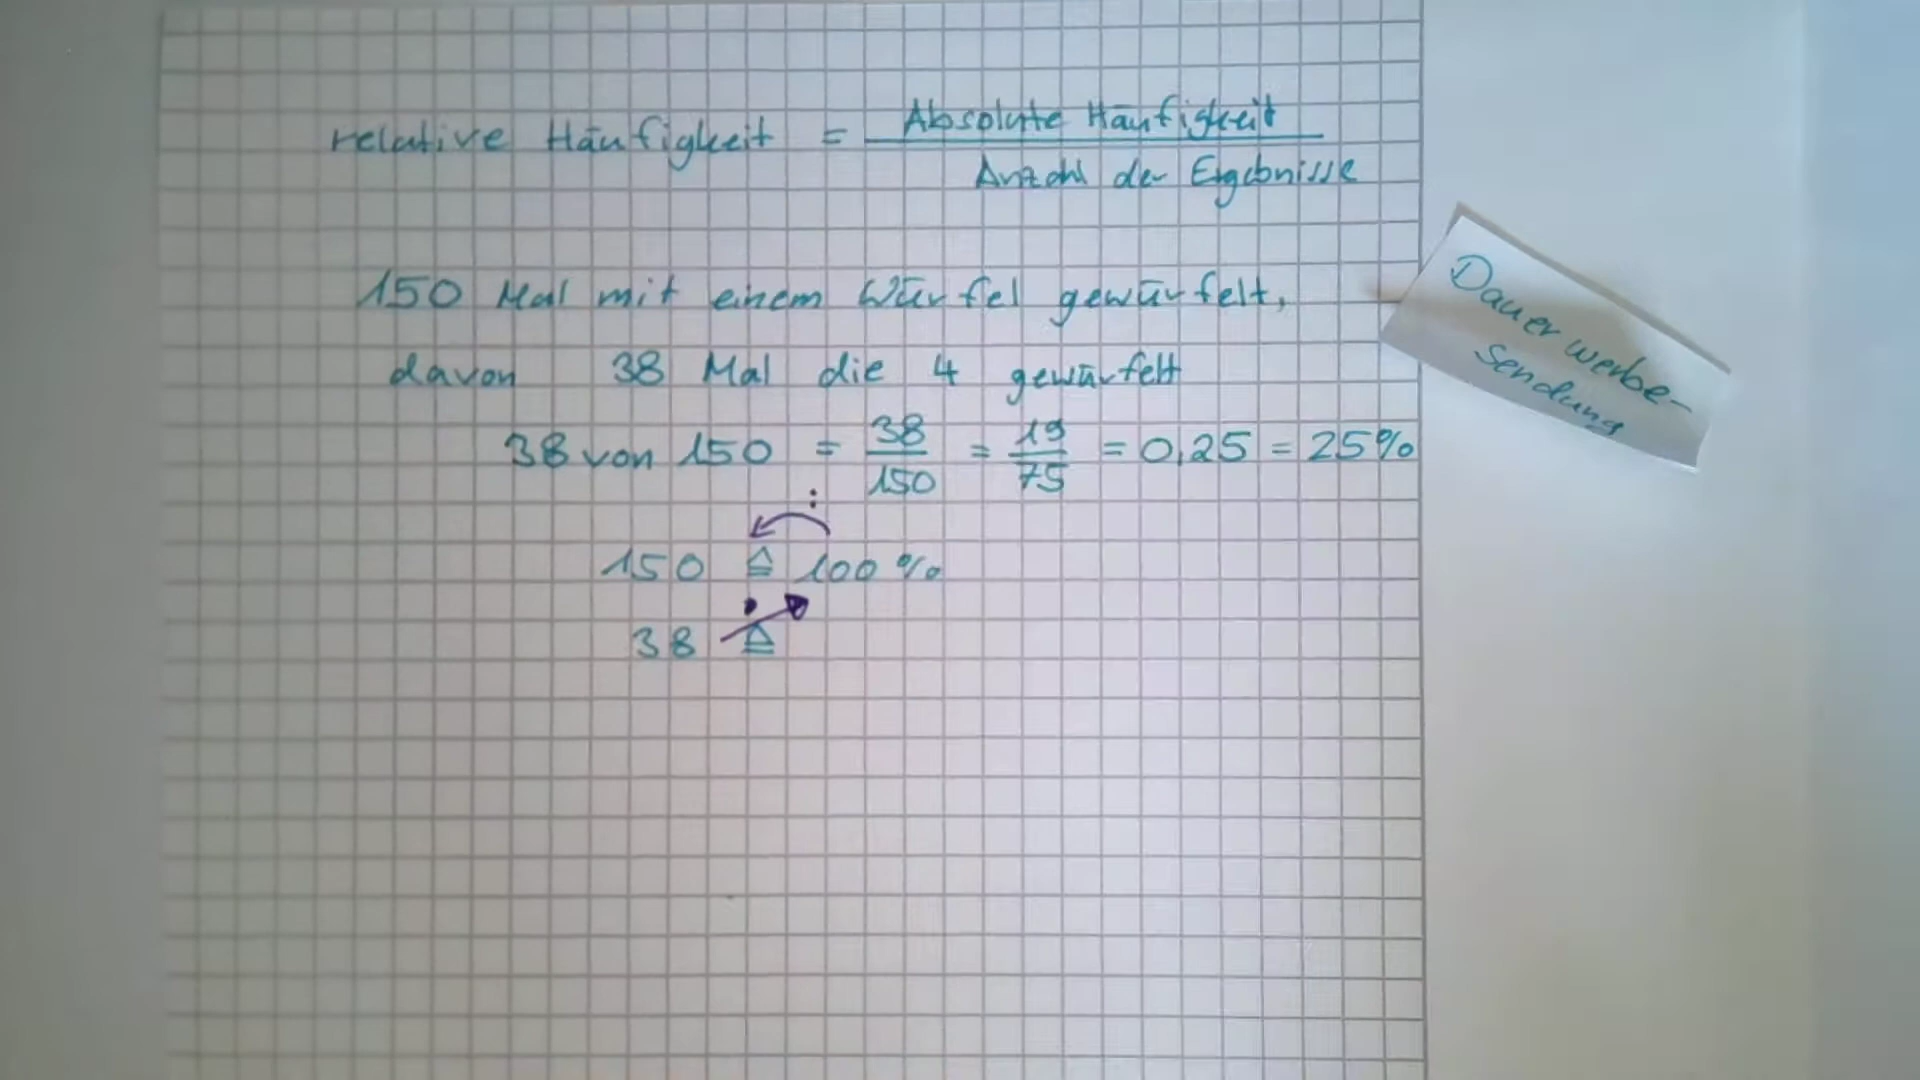 relative Häufigkeit = Absolute Häufigkeit / Anzahl der Ergebnisse
150 Mal mit einem Würfel gewürfelt,
davon 38 Mal die 4 gewürfelt
38 von 150 = 38/150 = 19/75 = 0,25 = 25%
:
150 ≙ 100 %
·
38 ≙
Dauerwerbe-
sendung